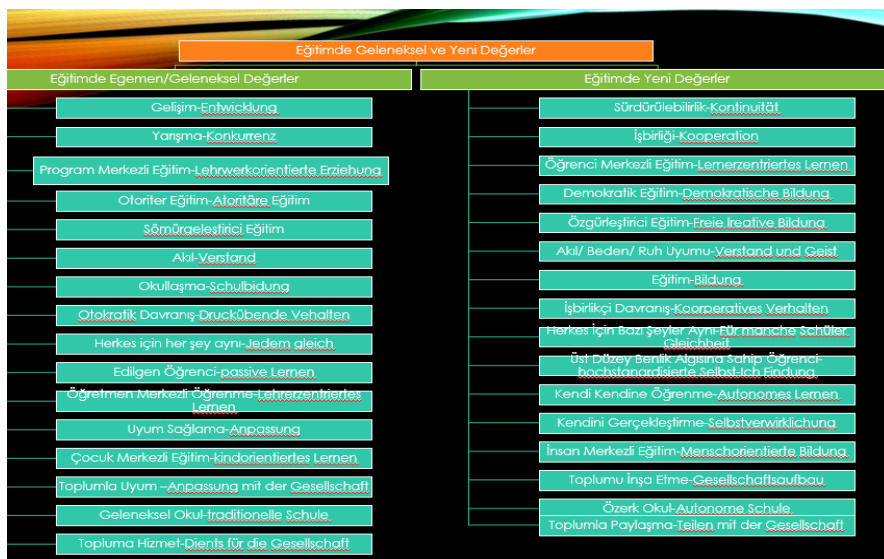 Eğitimde Geleneksel ve Yeni Değerler
Eğitimde Egemen/Geleneksel Değerler
Gelişim-Entwicklung
Yarışma-Konkurrenz
Program Merkezli Eğitim-Lehrwerkorientierte Erziehung
Otoriter Eğitim-Atoritäre Eğitim
Sömürgeleştirici Eğitim
Akıl-Verstand
Okullaşma-Schulbidung
Otokratik Davranış-Druckübende Vehalten
Herkes için her şey aynı-Jedem gleich
Edilgen Öğrenci-passive Lernen
Öğretmen Merkezli Öğrenme-Lehrerzentriertes
Lernen
Uyum Sağlama-Anpassung
Çocuk Merkezli Eğitim-kindorientiertes Lernen
Toplumla Uyum –Anpassung mit der Gesellschaft
Geleneksel Okul-traditionelle Schule
Topluma Hizmet-Dients für die Gesellschaft
Eğitimde Yeni Değerler
Sürdürülebilirlik-Kontinuität
İşbirliği-Kooperation
Öğrenci Merkezli Eğitim-Lernerzentriertes Lernen
Demokratik Eğitim-Demokratische Bildung
Özgürleştirici Eğitim-Freie lreative Bildung
Akıl/ Beden/ Ruh Uyumu-Verstand und Geist
Eğitim-Bildung
İşbirlikçi Davranış-Koorperatives Verhalten
Herkes İçin Bazı Şeyler Aynı-Für manche Schüler
Gleichheit
Üst Düzey Benlik Algısına Sahip Öğrenci-
hochstanardisierte Selbst-Ich Findung
Kendi Kendine Öğrenme-Autonomes Lernen
Kendini Gerçekleştirme-Selbstverwirklichung
İnsan Merkezli Eğitim-Menschorientierte Bildung
Toplumu İnşa Etme-Gesellschaftsaufbau
Özerk Okul-Autonome Schule
Toplumla Paylaşma-Teilen mit der Gesellschaft